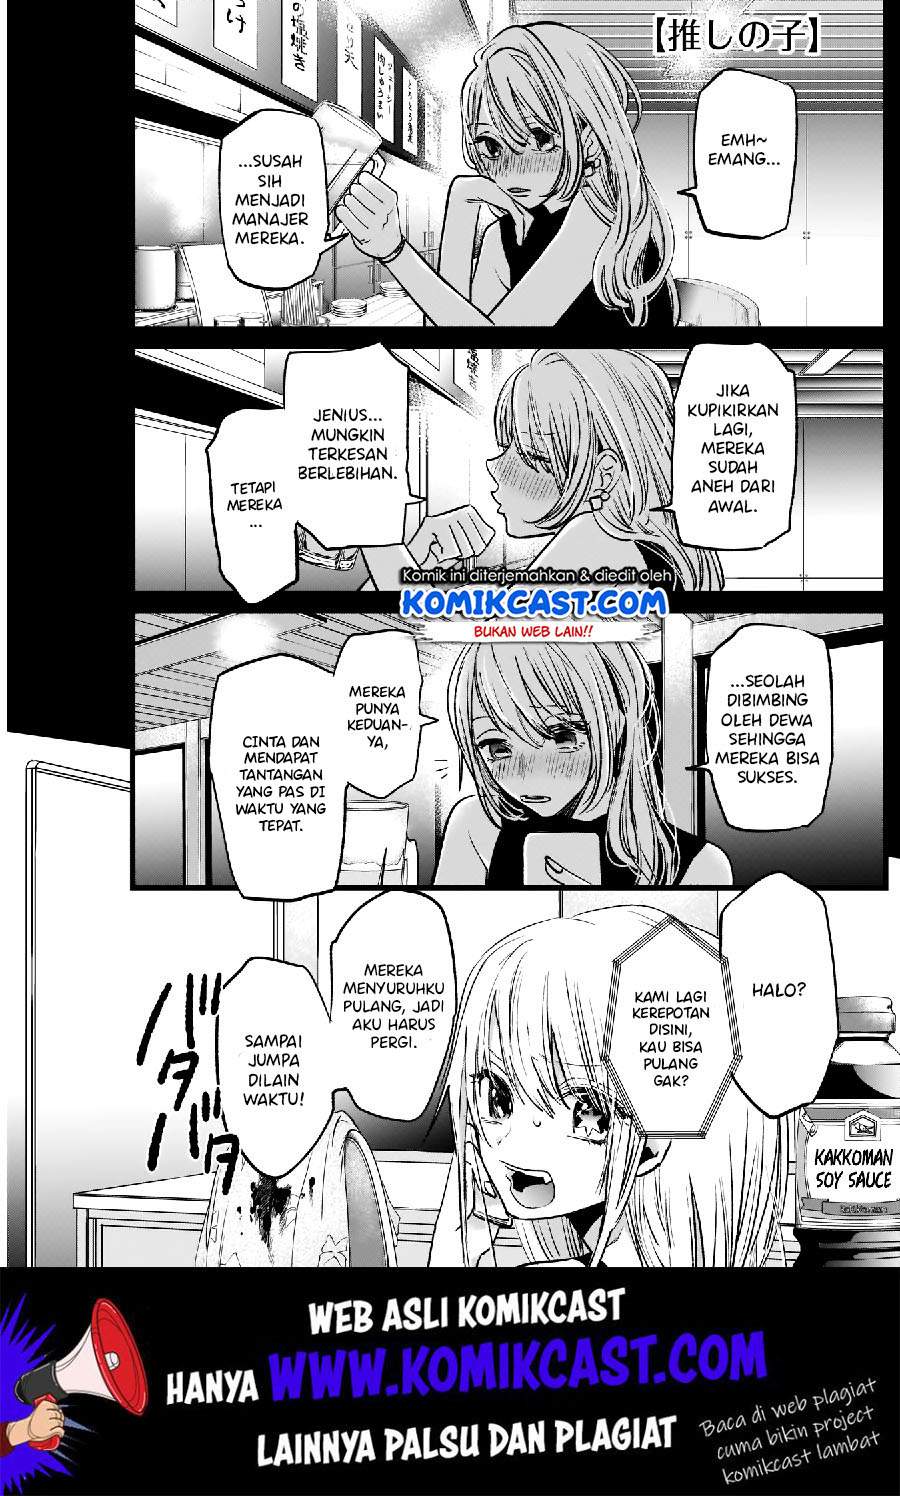 【推しの子】
EMH~
EMANG...
...SUSAH
SIH
MENJADI
MANAJER
MEREKA.
JIKA
KUPIKIRKAN
LAGI,
MEREKA
SUDAH
ANEH DARI
AWAL.
JENIUS...
MUNGKIN
TERKESAN
BERLEBIHAN.
TETAPI
MEREKA
...
Komik ini diterjemahkan & diedit oleh
KOMIKCAST.COM
BUKAN WEB LAIN!!
...SEOLAH
DIBIMBING
OLEH DEWA
SEHINGGA
MEREKA BISA
SUKSES.
MEREKA
PUNYA
KEDUAN-
YA,
CINTA DAN
MENDAPAT
TANTANGAN
YANG PAS DI
WAKTU YANG
TEPAT.
HALO?
KAMI LAGI
KEREPOTAN
DISINI,
KAU BISA
PULANG
GAK?
MEREKA
MENYURUHKU
PULANG, JADI
AKU HARUS
PERGI.
SAMPAI
JUMPA
DILAIN
WAKTU!
バタバタ
KAKKOMAN
SOY SAUCE
WEB ASLI KOMIKCAST
HANYA WWW.KOMIKCAST.COM
LAINNYA PALSU DAN PLAGIAT
Baca di web plagiat
cuma bikin project
komikcast lambat